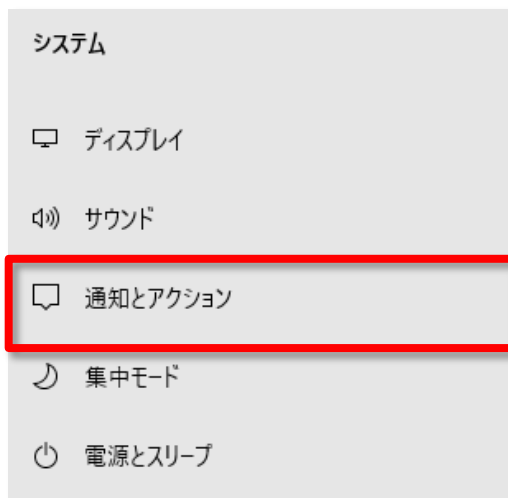 システム
ディスプレイ
サウンド
通知とアクション
集中モード
電源とスリープ